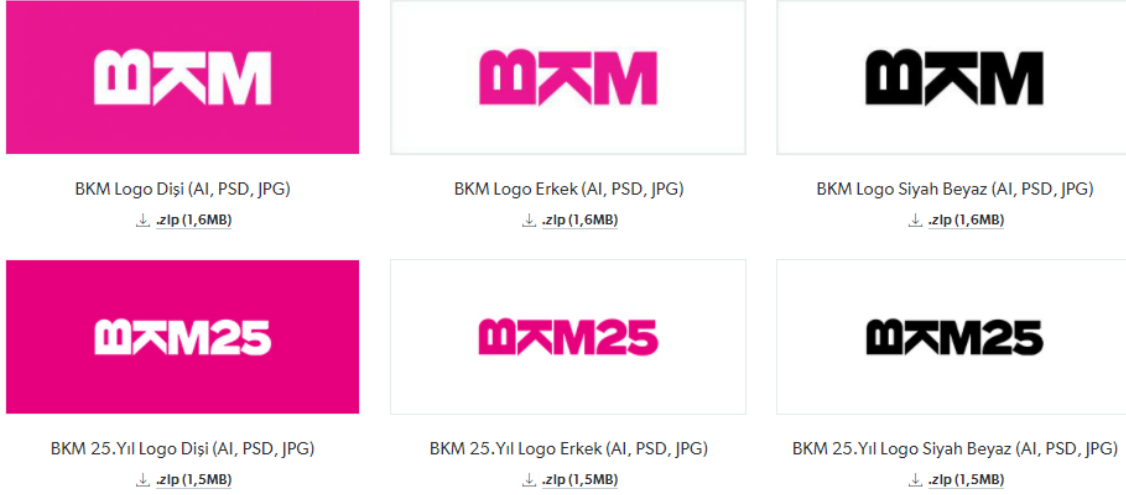 BKM
BKM
BKM
BKM Logo Dişi (AI, PSD, JPG)
BKM Logo Erkek (AI, PSD, JPG)
BKM Logo Siyah Beyaz (AI, PSD, JPG)
.zip (1,6MB)
.zip (1,6MB)
.zip (1,6MB)
BKM25
BKM25
BKM25
BKM 25.Yıl Logo Dişi (AI, PSD, JPG)
BKM 25.Yıl Logo Erkek (AI, PSD, JPG)
BKM 25.Yıl Logo Siyah Beyaz (AI, PSD, JPG)
.zip (1,5MB)
.zip (1,5MB)
.zip (1,5MB)